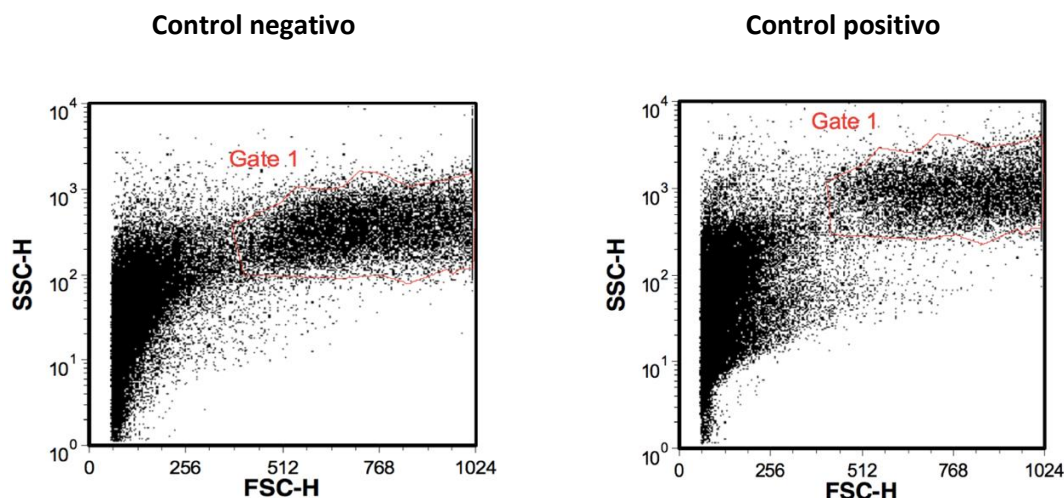 Control negativo
Control positivo
10^4
Gate 1
10^3
SSC-H
10^2
10^1
10^0
0 256 512 768 1024
FSC-H
10^4
Gate 1
10^3
SSC-H
10^2
10^1
10^0
0 256 512 768 1024
FSC-H